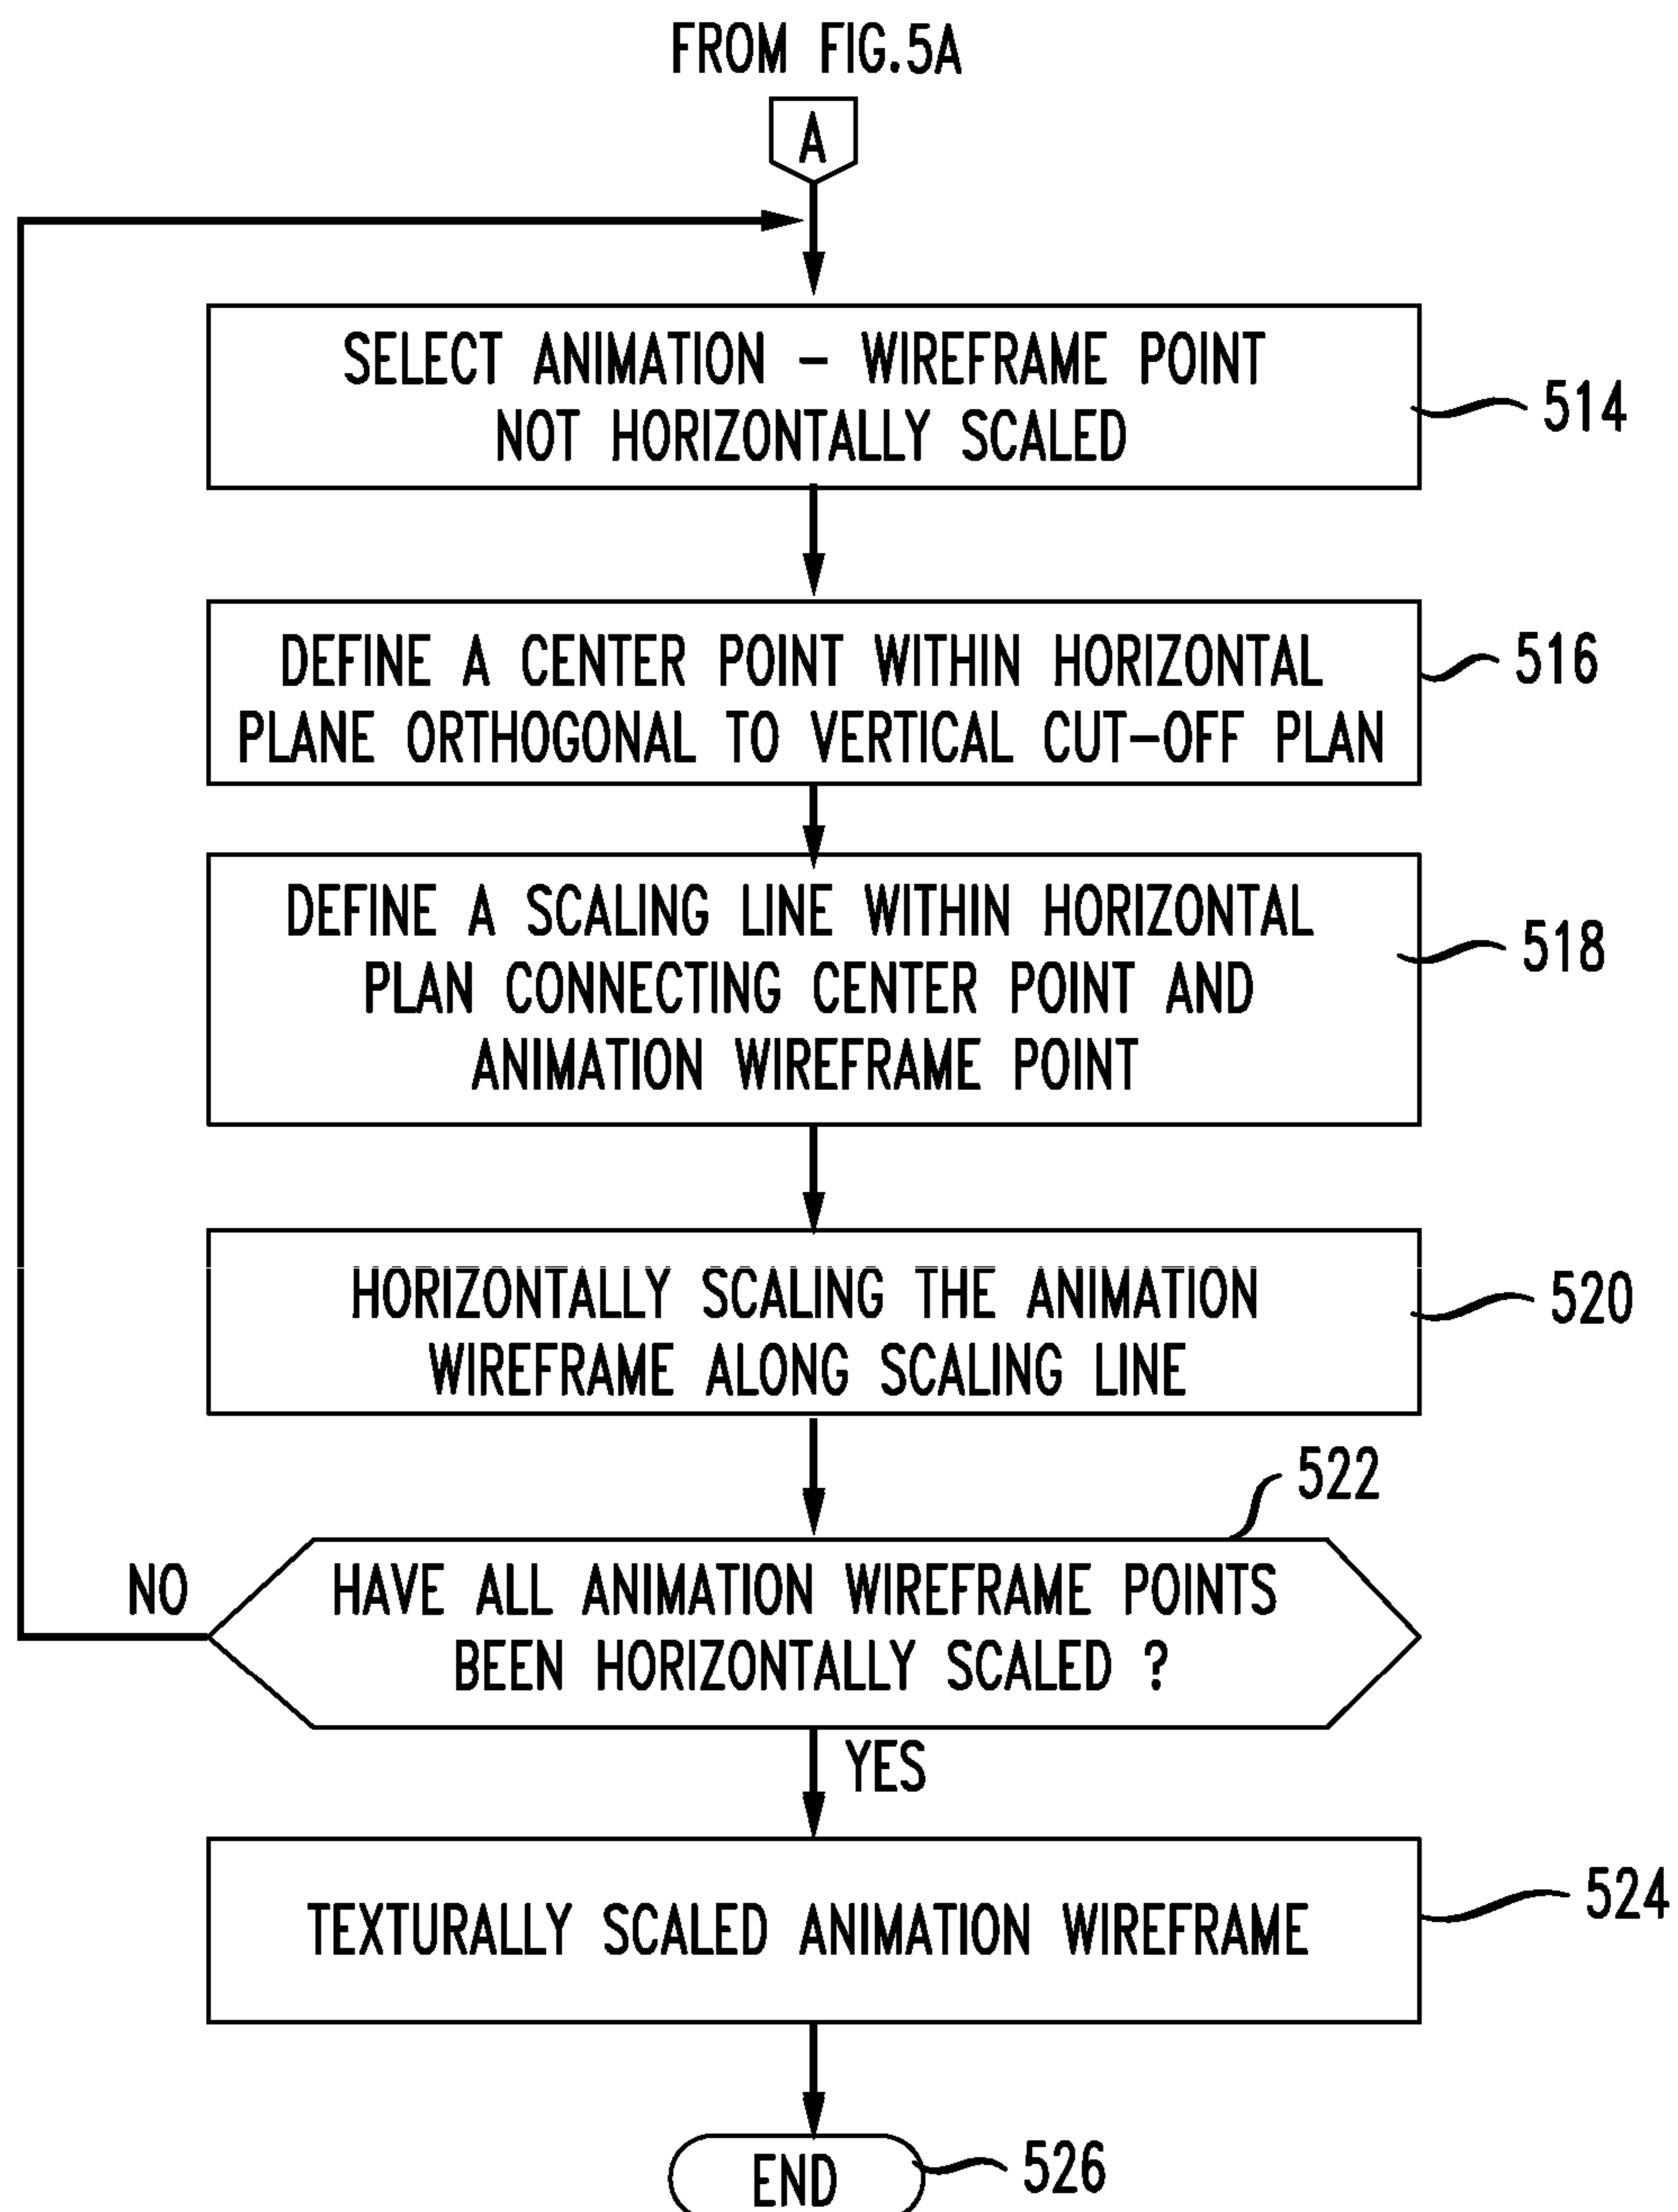 FROM FIG.5A
A
SELECT ANIMATION - WIREFRAME POINT
NOT HORIZONTALLY SCALED
514
DEFINE A CENTER POINT WITHIN HORIZONTAL
PLANE ORTHOGONAL TO VERTICAL CUT-OFF PLAN
516
DEFINE A SCALING LINE WITHIN HORIZONTAL
PLAN CONNECTING CENTER POINT AND
ANIMATION WIREFRAME POINT
518
HORIZONTALLY SCALING THE ANIMATION
WIREFRAME ALONG SCALING LINE
520
522
NO
HAVE ALL ANIMATION WIREFRAME POINTS
BEEN HORIZONTALLY SCALED ?
YES
TEXTURALLY SCALED ANIMATION WIREFRAME
524
END
526